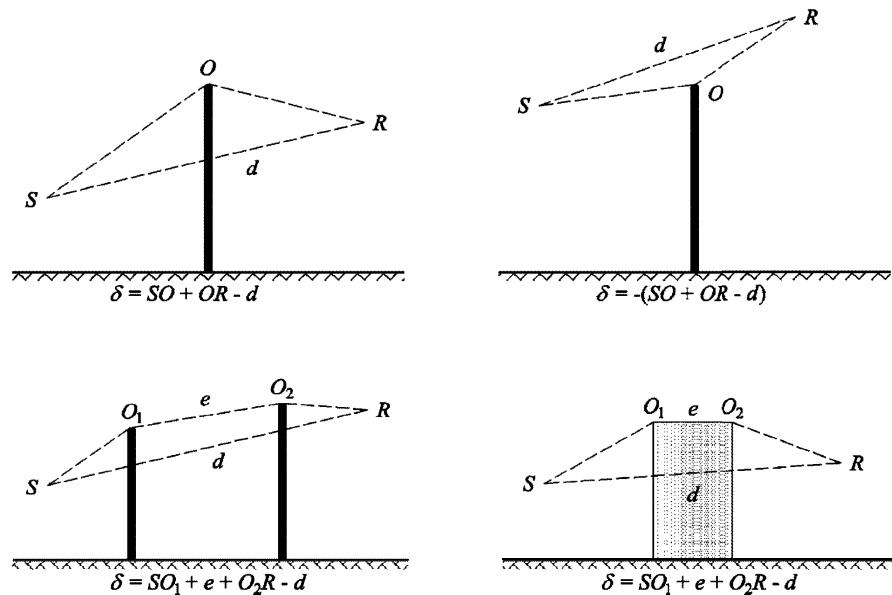 O
S
R
d
δ = SO + OR - d
R
d
S
O
δ = -(SO + OR - d)
O₁
e
O₂
R
d
S
δ = SO₁ + e + O₂R - d
O₁ e O₂
S
d
R
δ = SO₁ + e + O₂R - d